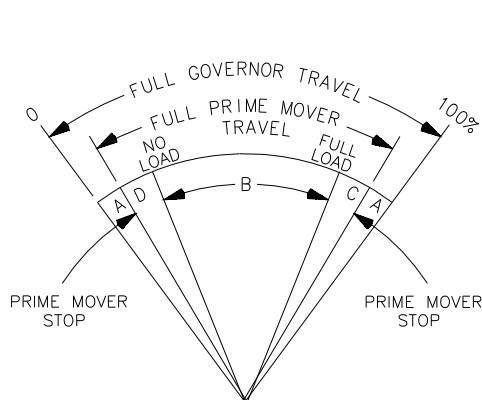 FULL GOVERNOR TRAVEL
0
100%
FULL PRIME MOVER
TRAVEL
NO
LOAD
FULL
LOAD
A
D
B
C
A
PRIME MOVER
STOP
PRIME MOVER
STOP